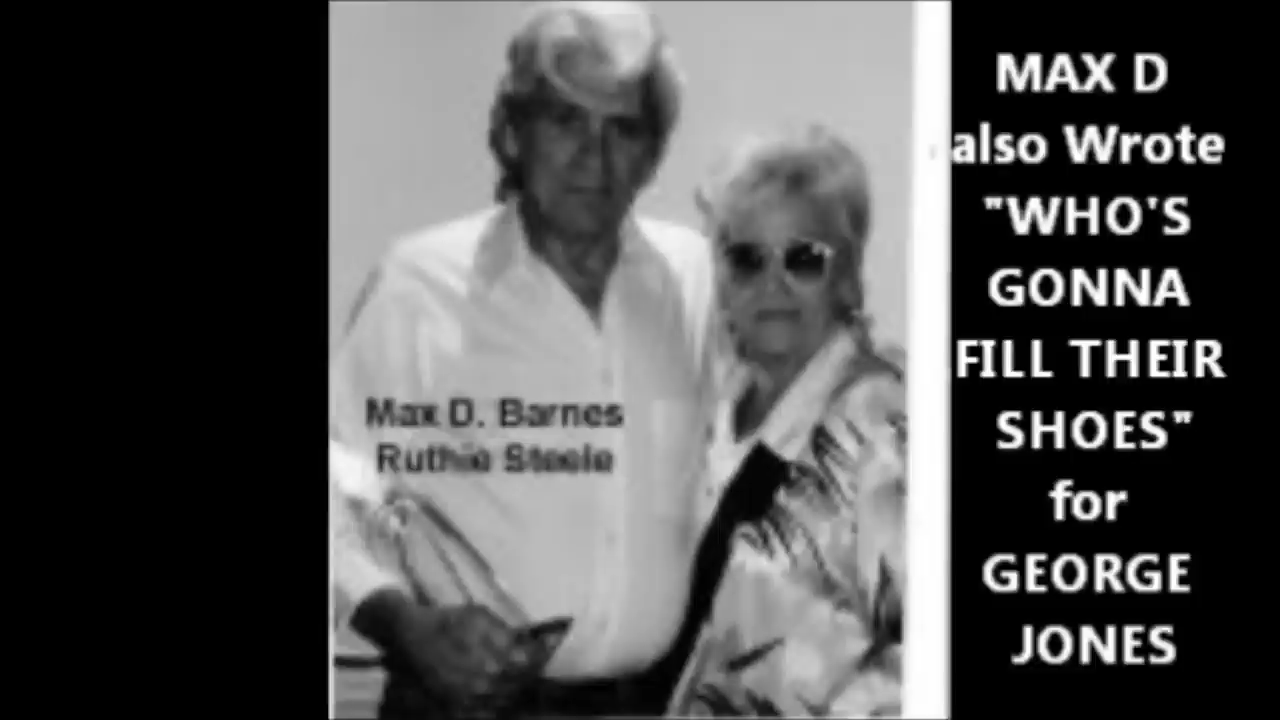 Max D. Barnes
Ruthie Steele
MAX D
also Wrote
"WHO'S
GONNA
FILL THEIR
SHOES"
for
GEORGE
JONES